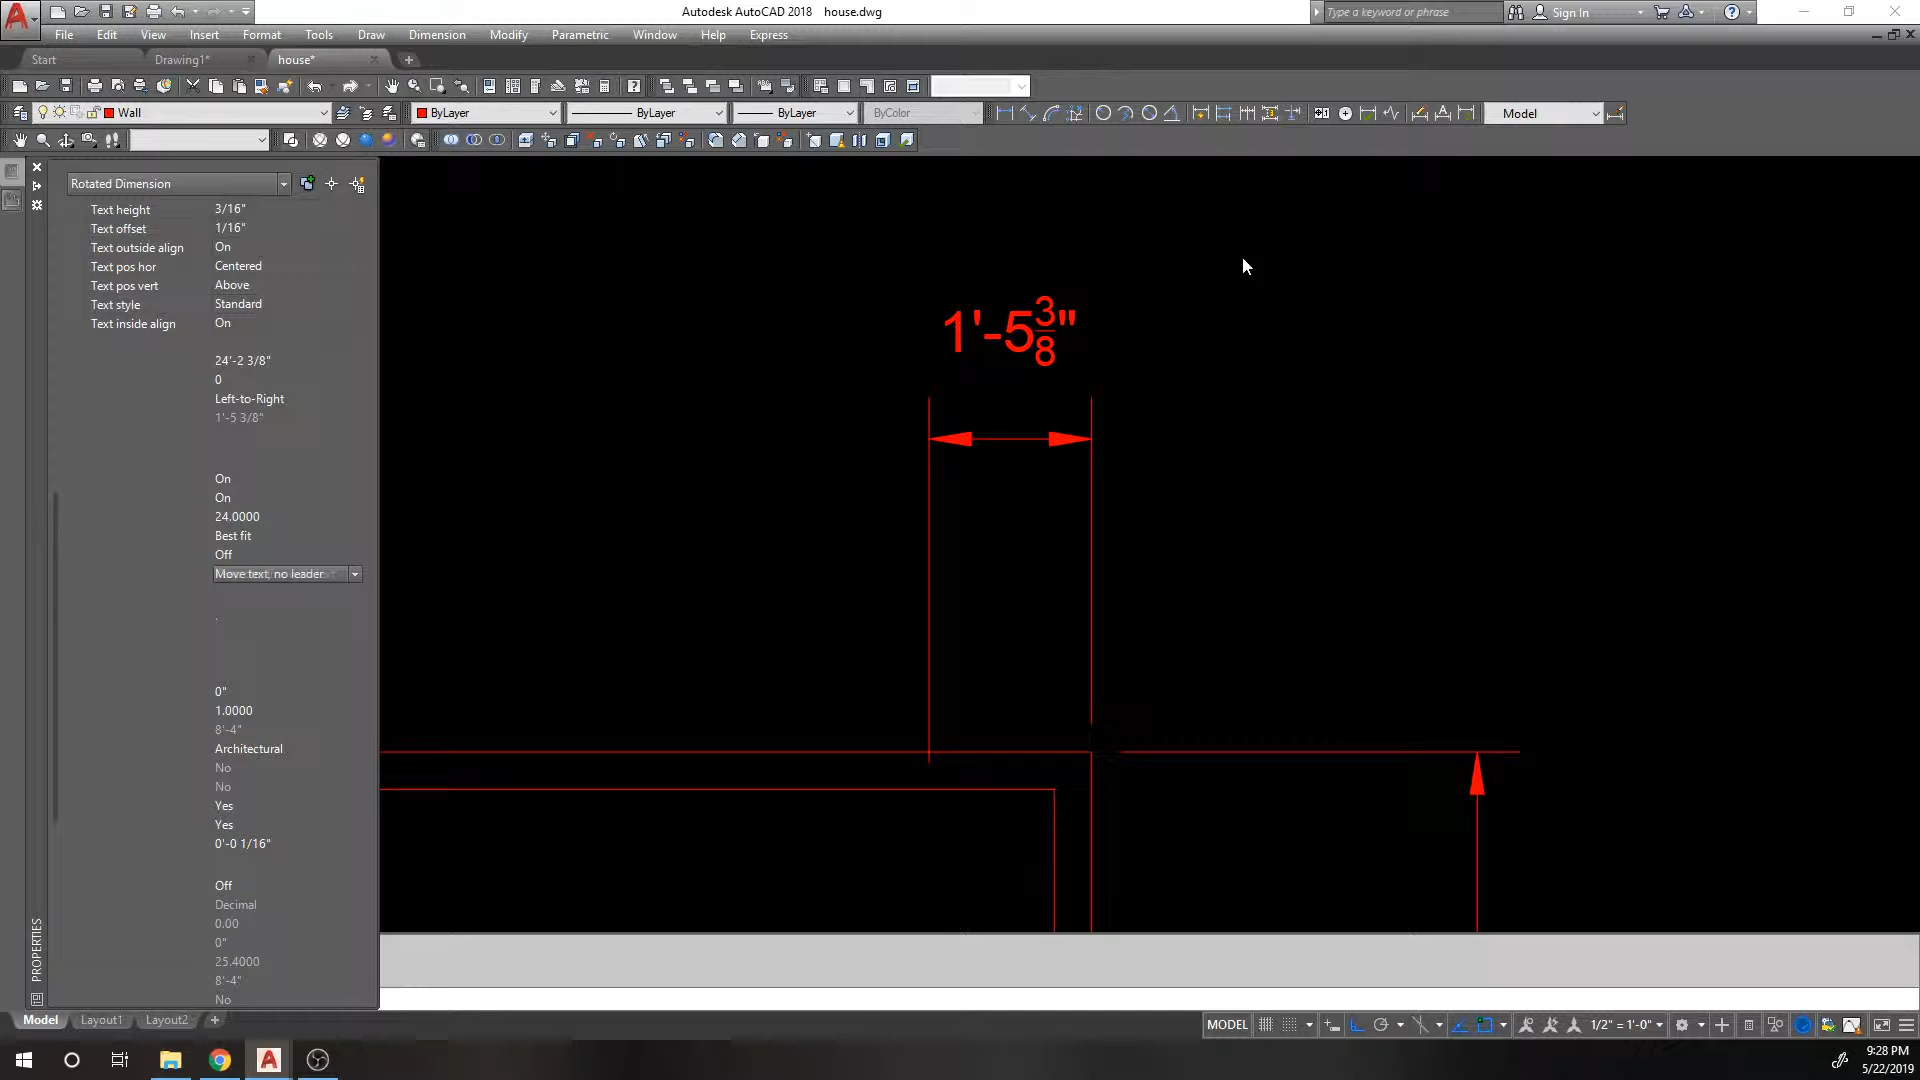 Autodesk AutoCAD 2018 house.dwg
Type a keyword or phrase
Sign In
File Edit View Insert Format Tools Draw Dimension Modify Parametric Window Help Express
Start Drawing1* house*
Wall ByLayer ByLayer ByLayer ByColor Model
Rotated Dimension
Text height 3/16"
Text offset 1/16"
Text outside align On
Text pos hor Centered
Text pos vert Above
Text style Standard
Text inside align On
24'-2 3/8"
0
Left-to-Right
1'-5 3/8"
On
On
24.0000
Best fit
Off
Move text, no leader
0"
1.0000
8'-4"
Architectural
No
No
Yes
Yes
0'-0 1/16"
Off
Decimal
0.00
0"
25.4000
8'-4"
No
PROPERTIES
1'-5 3/8"
Model Layout1 Layout2 +
MODEL 1/2" = 1'-0"
9:28 PM
5/22/2019